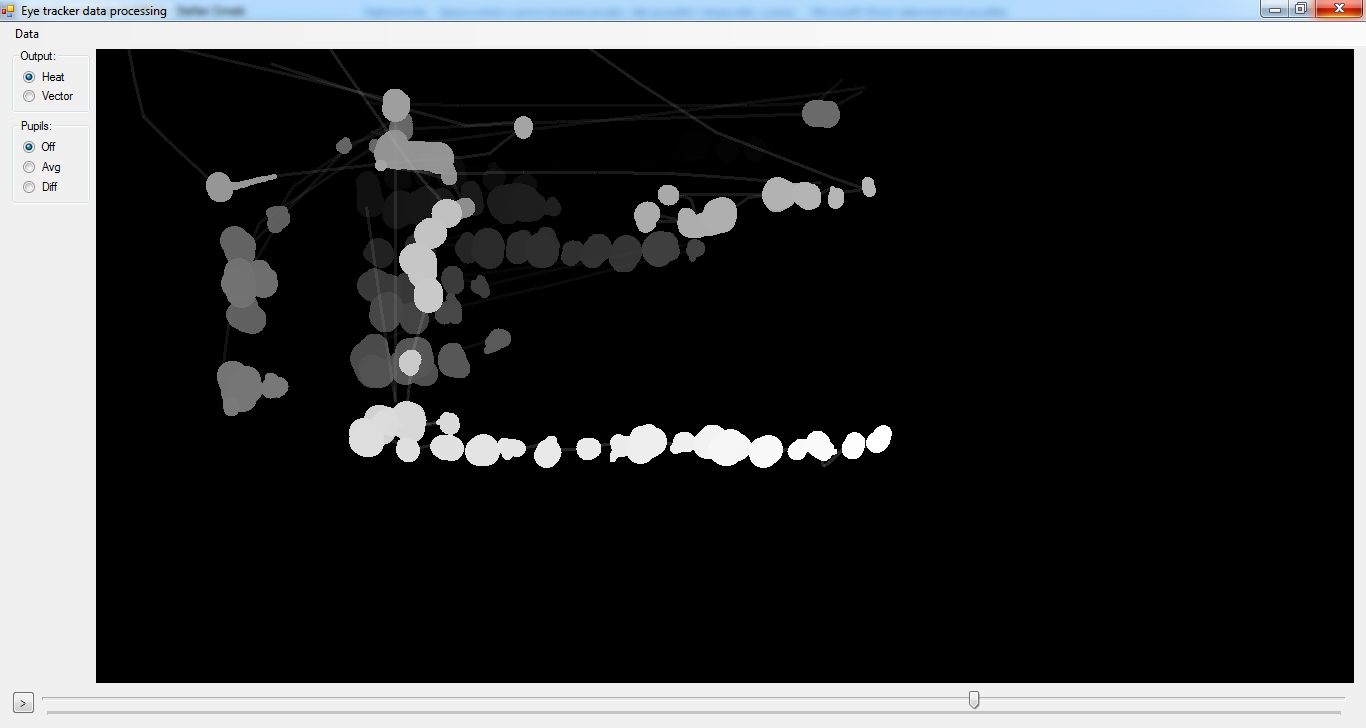 Eye tracker data processing
Data
Output:
Heat
Vector
Pupils:
Off
Avg
Diff
>